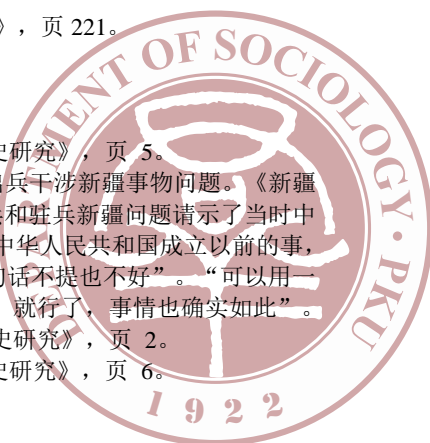 》，页 221。
史研究》，页 5。
出兵干涉新疆事物问题。《新疆
兵和驻兵新疆问题请示了当时中
中华人民共和国成立以前的事，
句话不提也不好”。“可以用一
就行了，事情也确实如此”。
史研究》，页 2。
史研究》，页 6。
DEPARTMENT OF SOCIOLOGY · PKU
1922